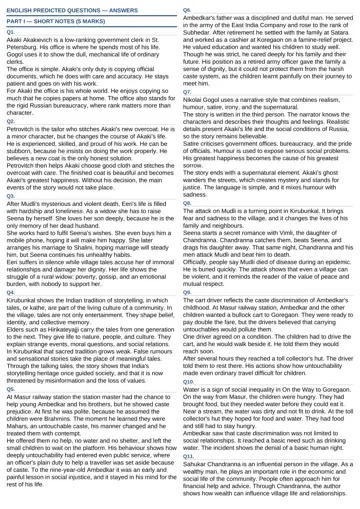 ENGLISH PREDICTED QUESTIONS — ANSWERS
PART I — SHORT NOTES (5 MARKS)
Q1.
Akaki Akakievich is a low-ranking government clerk in St.
Petersburg. His office is where he spends most of his life.
Gogol uses it to show the dull, mechanical life of ordinary
clerks.
The office is simple. Akaki's only duty is copying official
documents, which he does with care and accuracy. He stays
patient and goes on with his work.
For Akaki the office is his whole world. He enjoys copying so
much that he copies papers at home. The office also stands for
the rigid Russian bureaucracy, where rank matters more than
character.
Q2.
Petrovich is the tailor who stitches Akaki's new overcoat. He is
a minor character, but he changes the course of Akaki's life.
He is experienced, skilled, and proud of his work. He can be
stubborn, because he insists on doing the work properly. He
believes a new coat is the only honest solution.
Petrovich then helps Akaki choose good cloth and stitches the
overcoat with care. The finished coat is beautiful and becomes
Akaki's greatest happiness. Without his decision, the main
events of the story would not take place.
Q3.
After Mudli's mysterious and violent death, Eeri's life is filled
with hardship and loneliness. As a widow she has to raise
Seena by herself. She loves her son deeply, because he is the
only memory of her dead husband.
She works hard to fulfil Seena's wishes. She even buys him a
mobile phone, hoping it will make him happy. She later
arranges his marriage to Shalini, hoping marriage will steady
him, but Seena continues his unhealthy habits.
Eeri suffers in silence while village tales accuse her of immoral
relationships and damage her dignity. Her life shows the
struggle of a rural widow: poverty, gossip, and an emotional
burden, with nobody to support her.
Q4.
Kirubunalki shows the Indian tradition of storytelling, in which
tales, or kathe, are part of the living culture of a community. In
the village, tales are not only entertainment. They shape belief,
identity, and collective memory.
Elders such as Hiriikateyajji carry the tales from one generation
to the next. They give life to nature, people, and culture. They
explain strange events, moral questions, and social relations.
In Kirubunalki that sacred tradition grows weak. False rumours
and sensational stories take the place of meaningful tales.
Through the talking tale, the story shows that India's
storytelling heritage once guided society, and that it is now
threatened by misinformation and the loss of values.
Q5.
At Masur railway station the station master had the chance to
help young Ambedkar and his brothers, but he showed caste
prejudice. At first he was polite, because he assumed the
children were Brahmins. The moment he learned they were
Mahars, an untouchable caste, his manner changed and he
treated them with contempt.
He offered them no help, no water and no shelter, and left the
small children to wait on the platform. His behaviour shows how
deeply untouchability had entered even public service, where
an officer's plain duty to help a traveller was set aside because
of caste. To the nine-year-old Ambedkar it was an early and
painful lesson in social injustice, and it stayed in his mind for the
rest of his life.
Q6.
Ambedkar's father was a disciplined and dutiful man. He served
in the army of the East India Company and rose to the rank of
Subhedar. After retirement he settled with the family at Satara
and worked as a cashier at Koregaon on a famine-relief project.
He valued education and wanted his children to study well.
Though he was strict, he cared deeply for his family and their
future. His position as a retired army officer gave the family a
sense of dignity, but it could not protect them from the harsh
caste system, as the children learnt painfully on their journey to
meet him.
Q7.
Nikolai Gogol uses a narrative style that combines realism,
humour, satire, irony, and the supernatural.
The story is written in the third person. The narrator knows the
characters and describes their thoughts and feelings. Realistic
details present Akaki's life and the social conditions of Russia,
so the story remains believable.
Satire criticises government offices, bureaucracy, and the pride
of officials. Humour is used to expose serious social problems.
His greatest happiness becomes the cause of his greatest
sorrow.
The story ends with a supernatural element. Akaki's ghost
wanders the streets, which creates mystery and stands for
justice. The language is simple, and it mixes humour with
sadness.
Q8.
The attack on Mudli is a turning point in Kirubunalki. It brings
fear and sadness to the village, and it changes the lives of his
family and neighbours.
Seena starts a secret romance with Vimli, the daughter of
Chandranna. Chandranna catches them, beats Seena, and
drags his daughter away. That same night, Chandranna and his
men attack Mudli and beat him to death.
Officially, people say Mudli died of disease during an epidemic.
He is buried quickly. The attack shows that even a village can
be violent, and it reminds the reader of the value of peace and
mutual respect.
Q9.
The cart driver reflects the caste discrimination of Ambedkar's
childhood. At Masur railway station, Ambedkar and the other
children wanted a bullock cart to Goregaon. They were ready to
pay double the fare, but the drivers believed that carrying
untouchables would pollute them.
One driver agreed on a condition. The children had to drive the
cart, and he would walk beside it. He told them they would
reach soon.
After several hours they reached a toll collector's hut. The driver
told them to rest there. His actions show how untouchability
made even ordinary travel difficult for children.
Q10.
Water is a sign of social inequality in On the Way to Goregaon.
On the way from Masur, the children were hungry. They had
brought food, but they needed water before they could eat it.
Near a stream, the water was dirty and not fit to drink. At the toll
collector's hut they hoped for food and water. They had food
and still had to stay hungry.
Ambedkar saw that caste discrimination was not limited to
social relationships. It reached a basic need such as drinking
water. The incident shows the denial of a basic human right.
Q11.
Sahukar Chandranna is an influential person in the village. As a
wealthy man, he plays an important role in the economic and
social life of the community. People often approach him for
financial help and advice. Through Chandranna, the author
shows how wealth can influence village life and relationships.